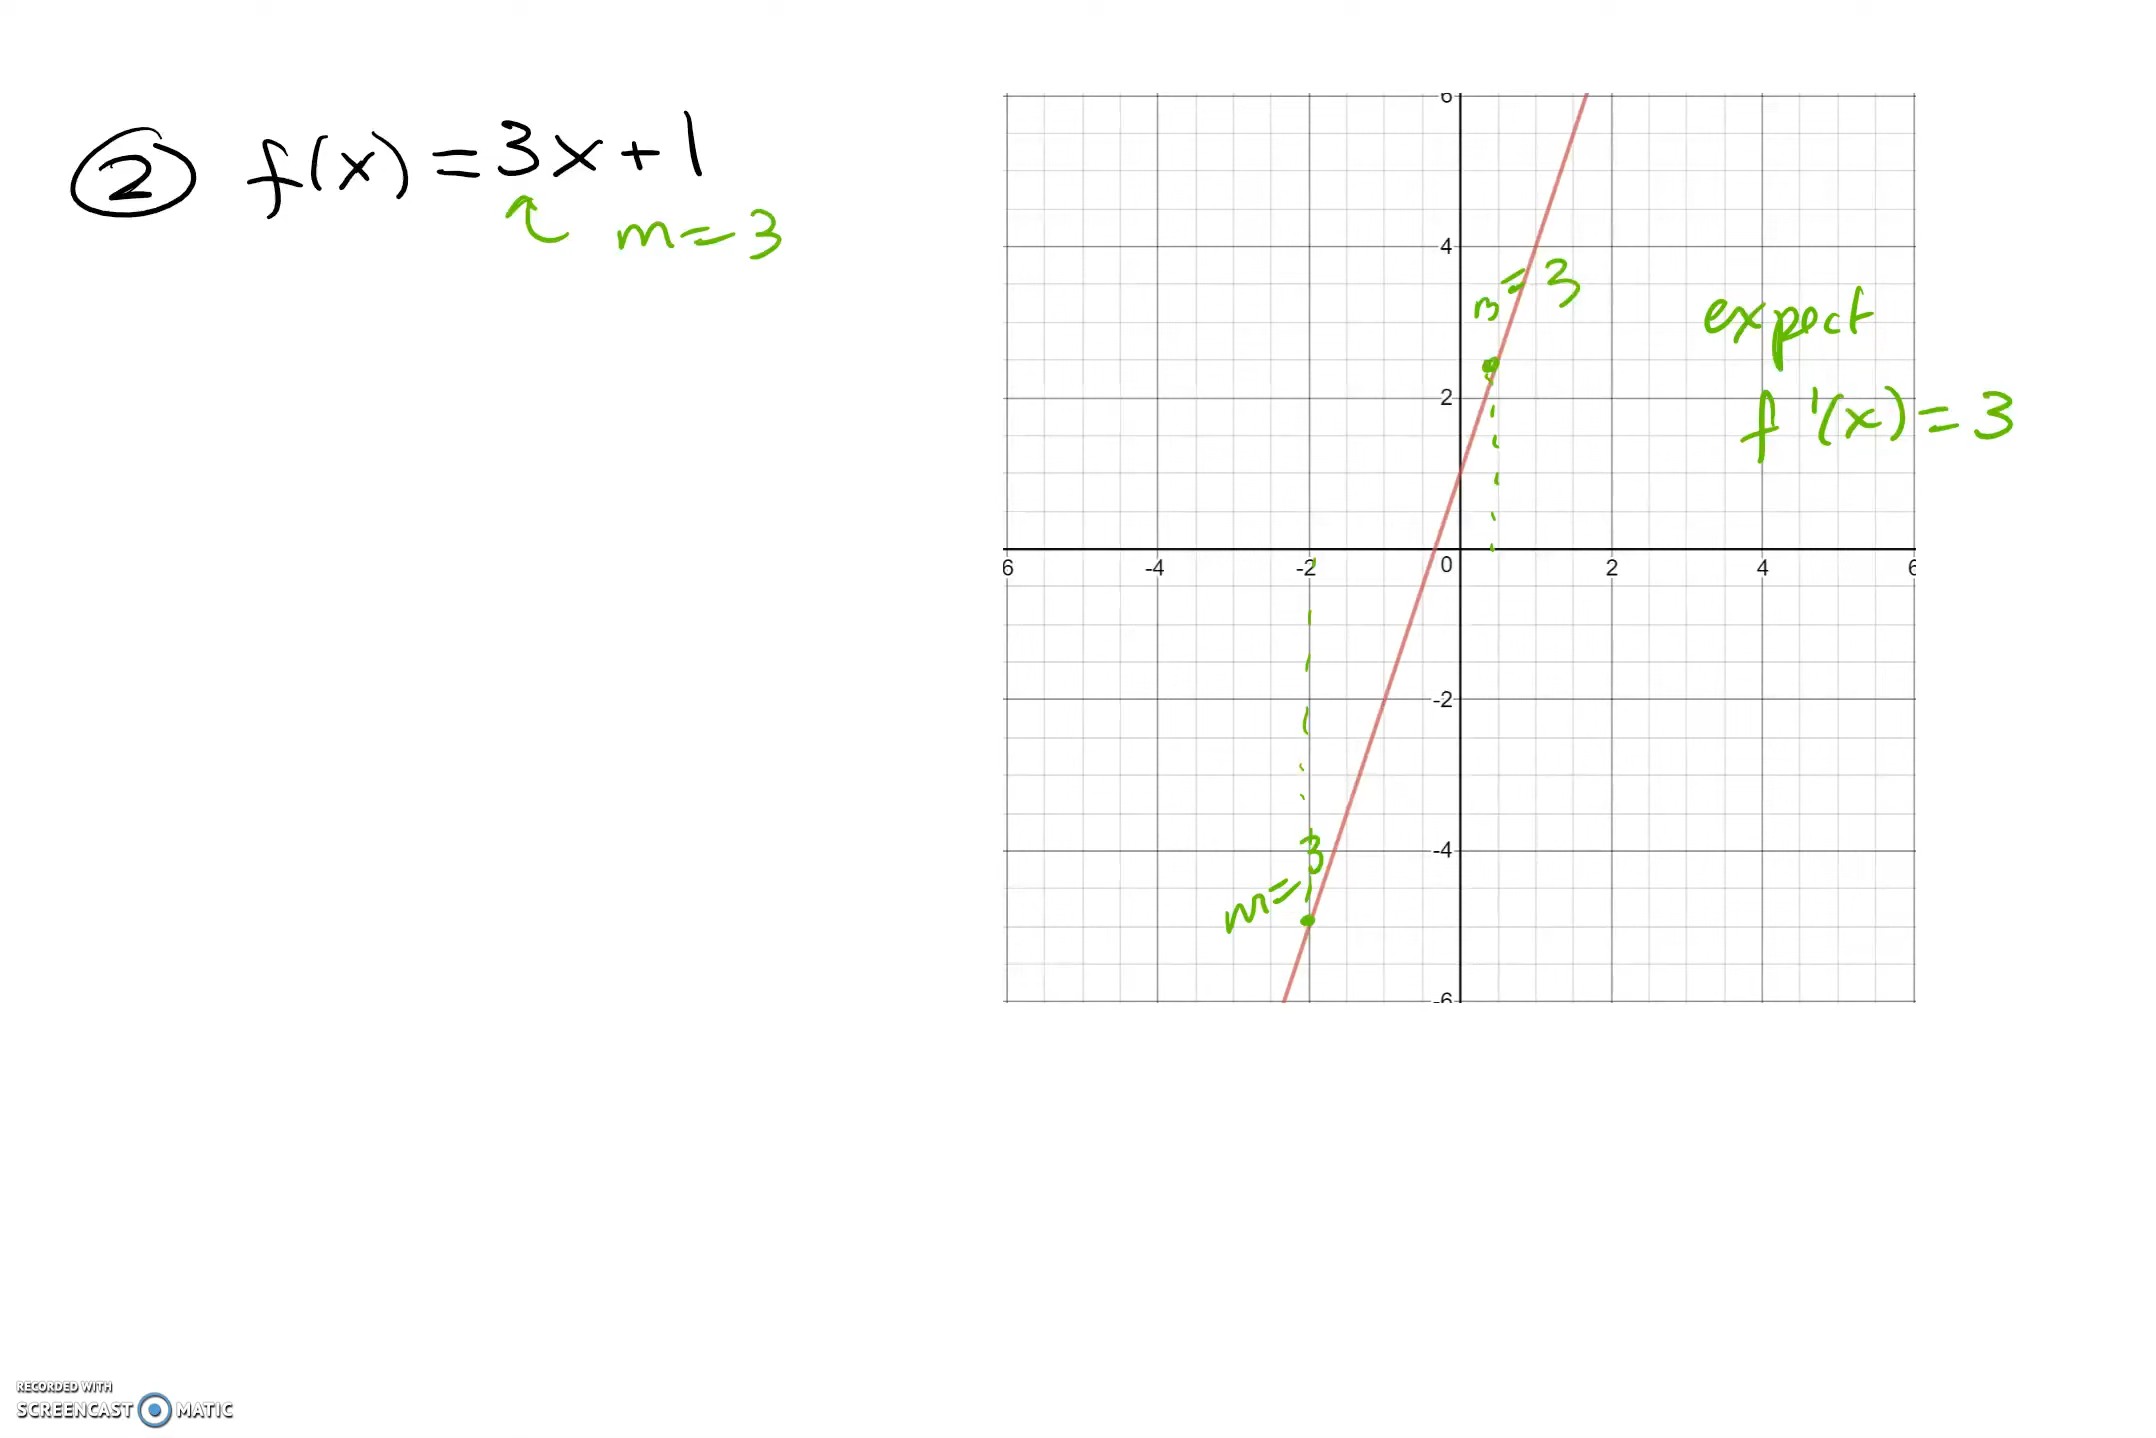 ② f(x) = 3x + 1
m = 3
6
4
m = 3
expect
2
f'(x) = 3
6 -4 -2 0 2 4 6
-2
-4
m = 3
-6
RECORDED WITH
SCREENCAST MATIC